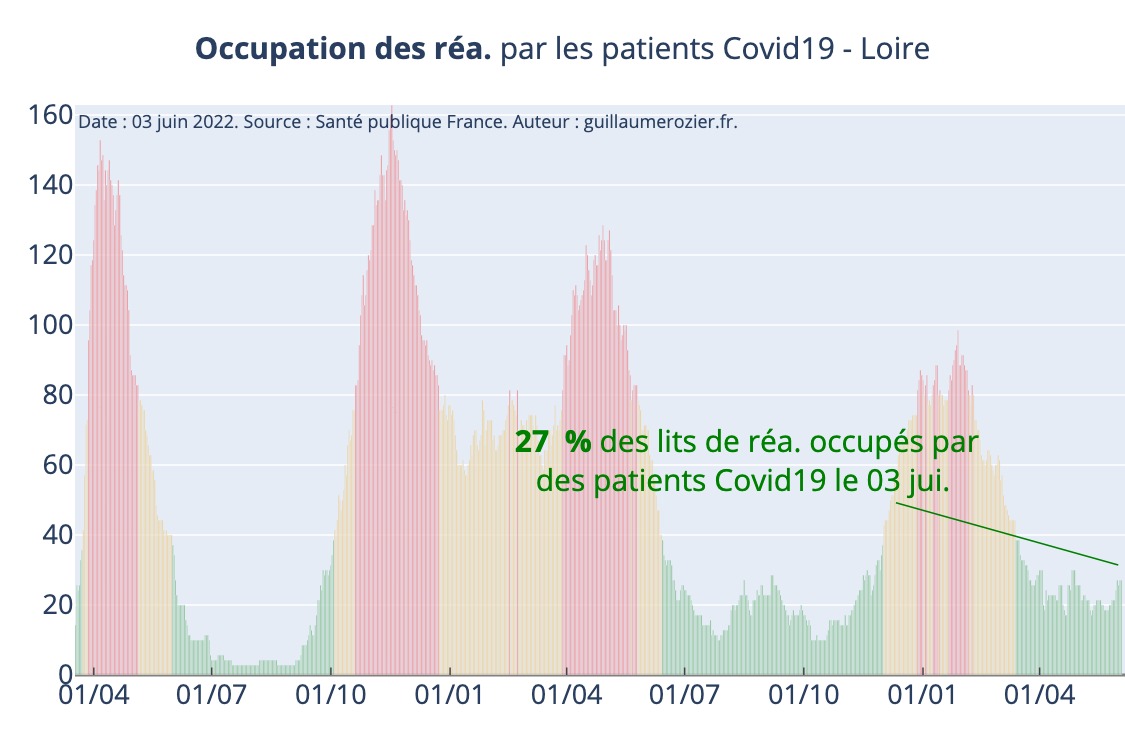 Occupation des réa. par les patients Covid19 - Loire
160
Date : 03 juin 2022. Source : Santé publique France. Auteur : guillaumerozier.fr.
140
120
100
80
27 % des lits de réa. occupés par
des patients Covid19 le 03 jui.
60
40
20
0
01/04 01/07 01/10 01/01 01/04 01/07 01/10 01/01 01/04